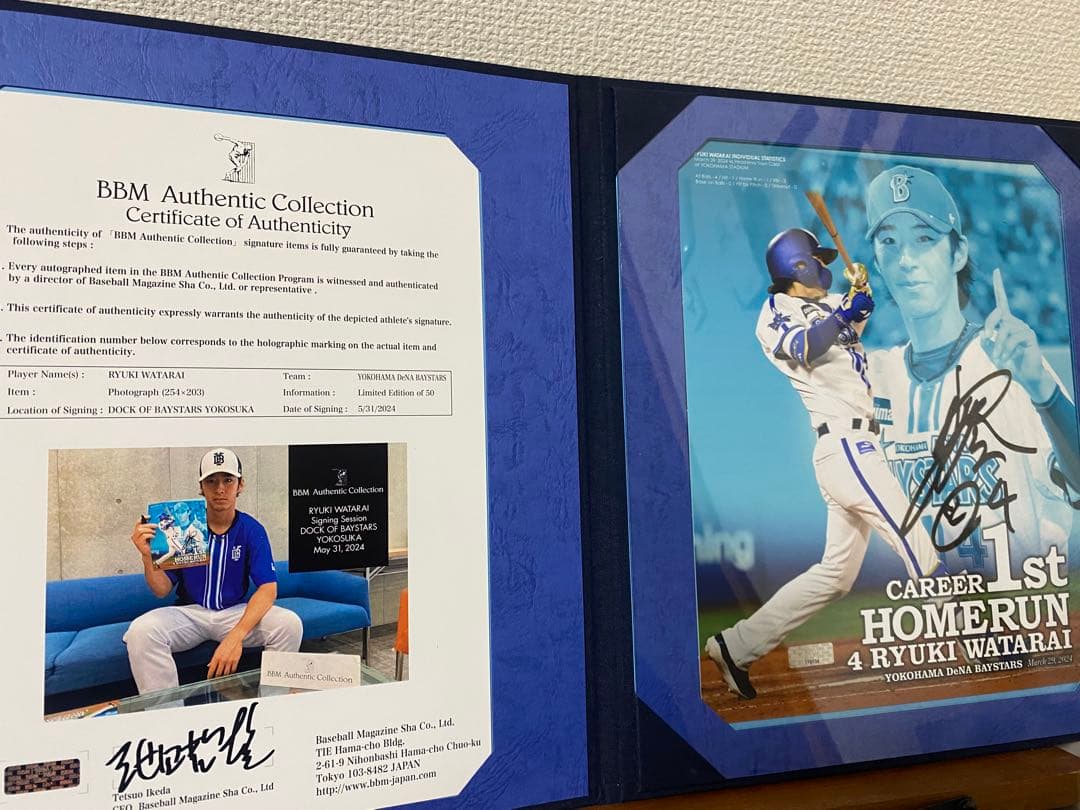 BBM Authentic Collection
Certificate of Authenticity
The authenticity of 「BBM Authentic Collection」 signature items is fully guaranteed by taking the
following steps :
. Every autographed item in the BBM Authentic Collection Program is witnessed and authenticated
by a director of Baseball Magazine Sha Co., Ltd. or representative .
. This certificate of authenticity expressly warrants the authenticity of the depicted athlete's signature.
. The identification number below corresponds to the holographic marking on the actual item and
certificate of authenticity.
Player Name(s) : RYUKI WATARAI Team : YOKOHAMA DeNA BAYSTARS
Item : Photograph (254×203) Information : Limited Edition of 50
Location of Signing : DOCK OF BAYSTARS YOKOSUKA Date of Signing : 5/31/2024
BBM Authentic Collection
RYUKI WATARAI
Signing Session
DOCK OF BAYSTARS
YOKOSUKA
May 31, 2024
BBM Authentic Collection
Tetsuo Ikeda
CEO, Baseball Magazine Sha Co., Ltd
Baseball Magazine Sha Co., Ltd.
TIE Hama-cho Bldg.
2-61-9 Nihonbashi Hama-cho Chuo-ku
Tokyo 103-8482 JAPAN
http://www.bbm-japan.com
RYUKI WATARAI INDIVIDUAL STATISTICS
B
YOKOHAMA
BAYSTARS
4
CAREER 1st
HOMERUN
4 RYUKI WATARAI
YOKOHAMA DeNA BAYSTARS March 29, 2024